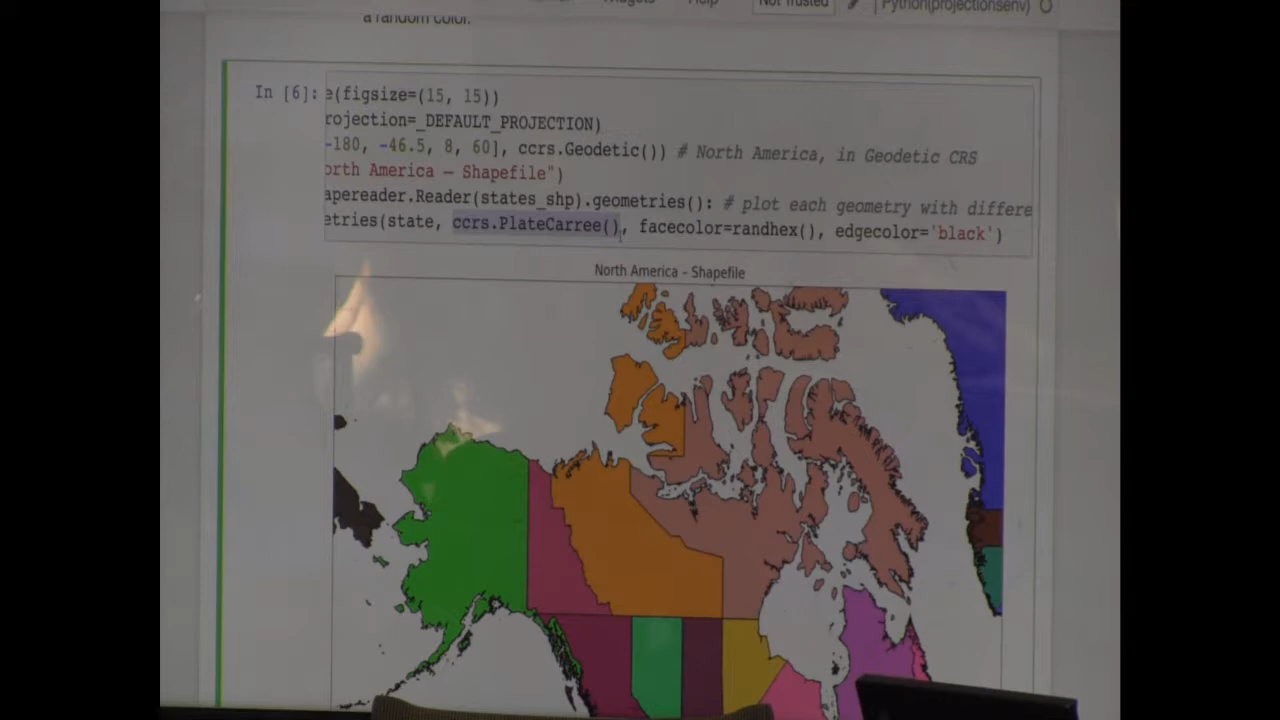 Widgets Help Not Trusted Python(projectionsenv)
a random color.
In [6]: e(figsize=(15, 15))
rojection=_DEFAULT_PROJECTION)
-180, -46.5, 8, 60], ccrs.Geodetic()) # North America, in Geodetic CRS
orth America — Shapefile")
apereader.Reader(states_shp).geometries(): # plot each geometry with differe
etries(state, ccrs.PlateCarree(), facecolor=randhex(), edgecolor='black')
North America - Shapefile